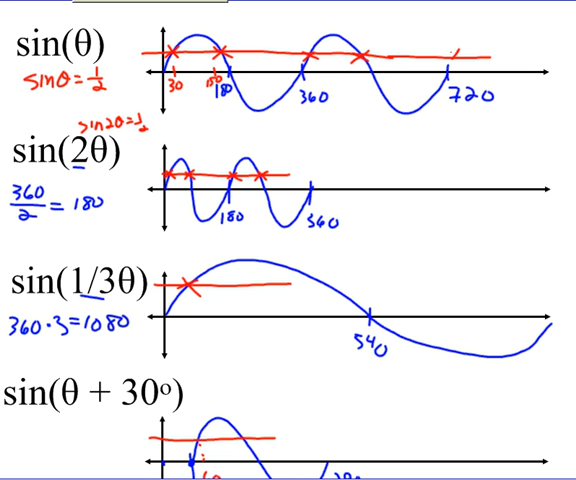 sin(θ)
sinθ = 1/2
30 150 180 360 720
sin2θ=1/2
sin(2θ)
360/2 = 180
180 360
sin(1/3θ)
360·3=1080
540
sin(θ + 30º)